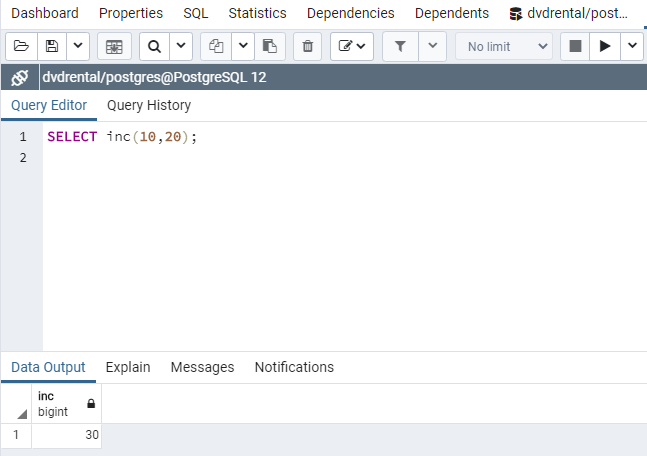 Dashboard Properties SQL Statistics Dependencies Dependents dvdrental/post...
No limit
dvdrental/postgres@PostgreSQL 12
Query Editor Query History
1 SELECT inc(10,20);
2
Data Output Explain Messages Notifications
inc
bigint
1 30